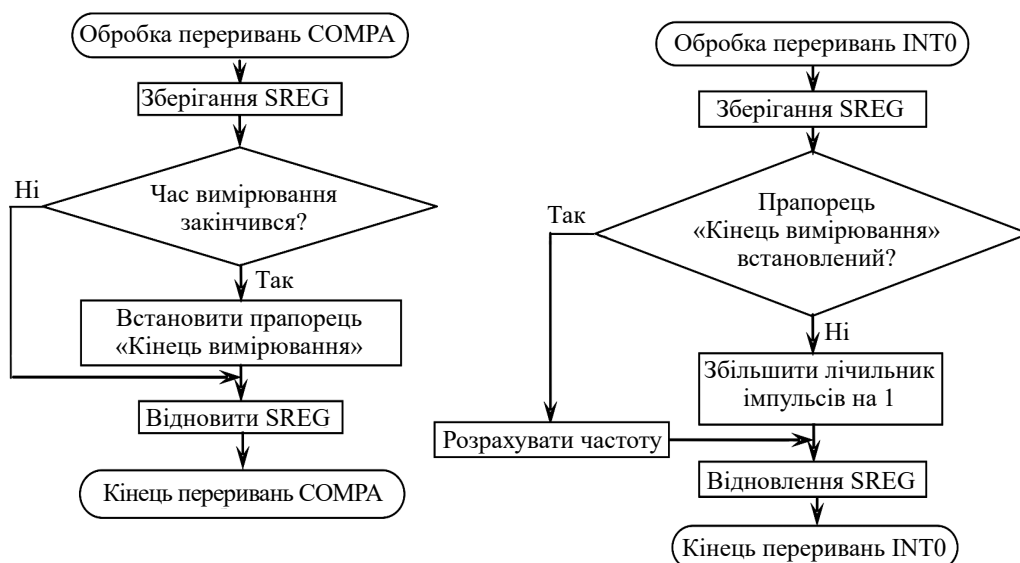 Обробка переривань COMPA
Зберігання SREG
Ні
Час вимірювання
закінчився?
Так
Встановити прапорець
«Кінець вимірювання»
Відновити SREG
Кінець переривань COMPA
Обробка переривань INT0
Зберігання SREG
Так
Прапорець
«Кінець вимірювання»
встановлений?
Ні
Збільшити лічильник
імпульсів на 1
Розрахувати частоту
Відновлення SREG
Кінець переривань INT0